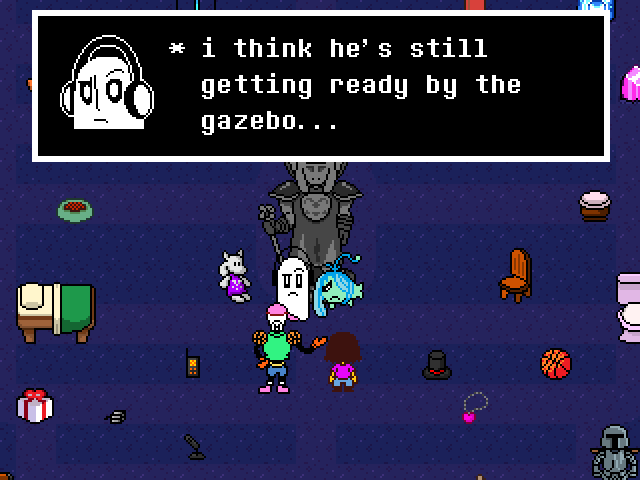 * i think he's still
getting ready by the
gazebo...